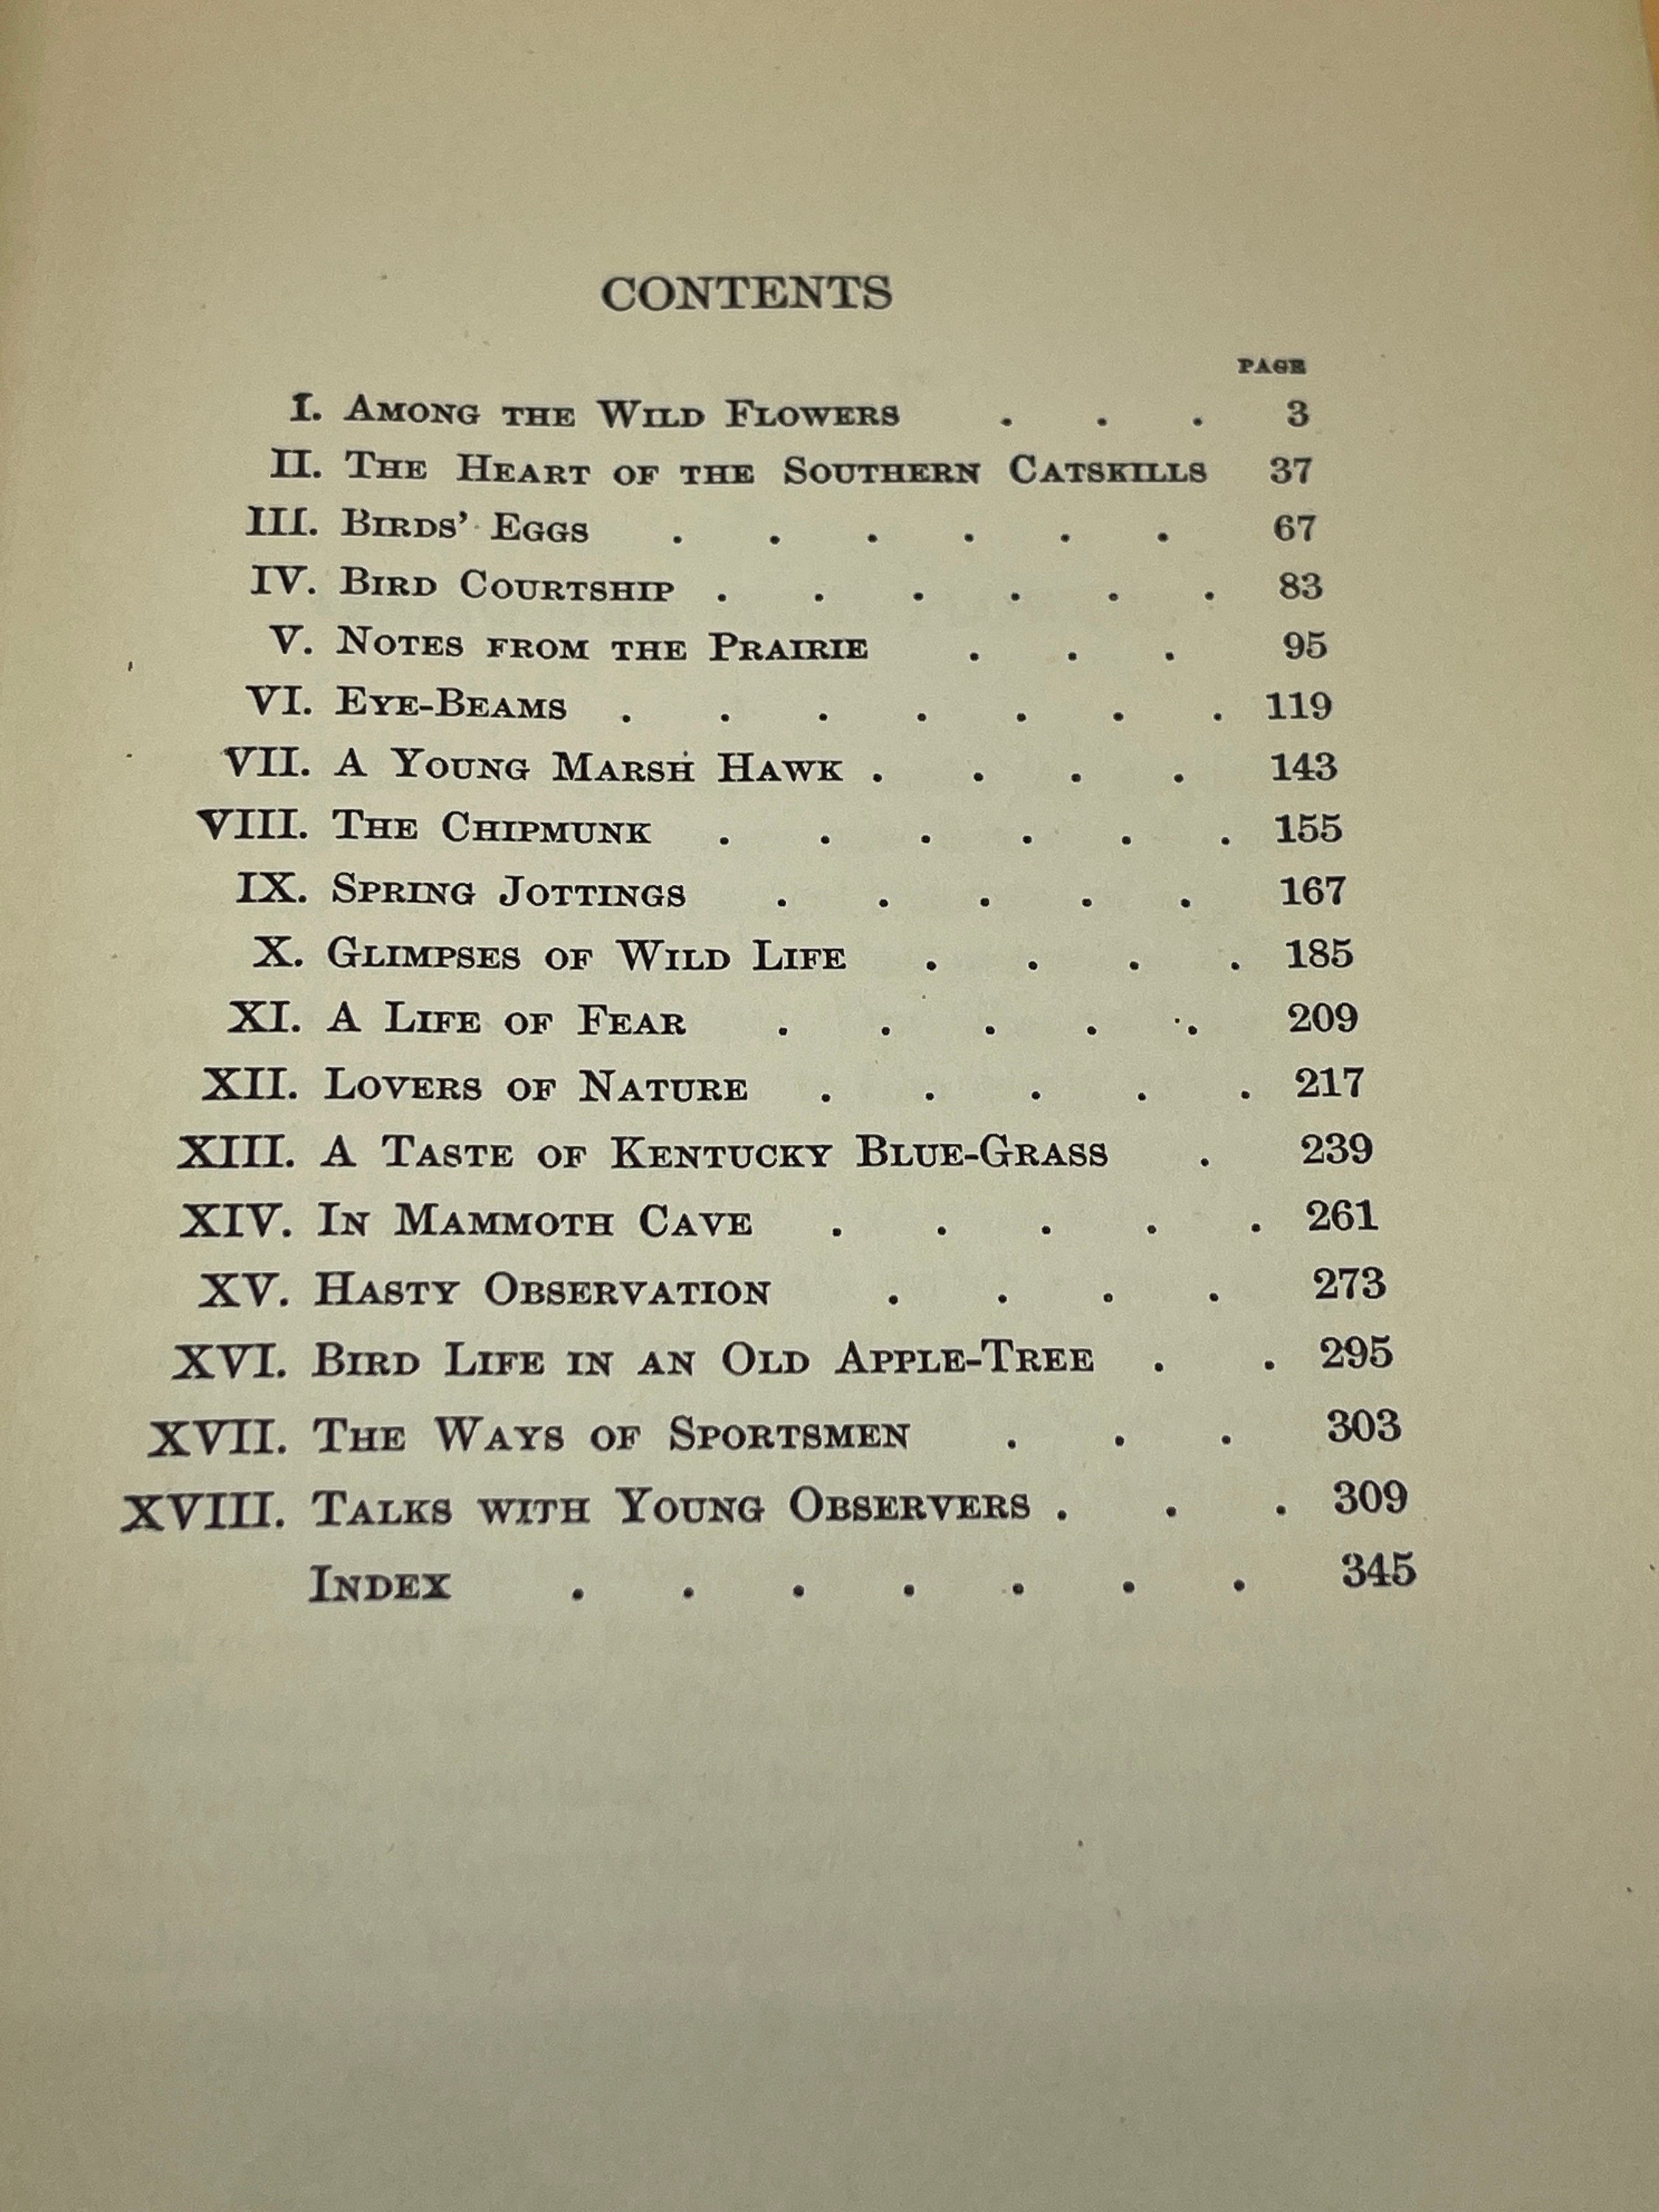 CONTENTS
PAGE
I. Among the Wild Flowers . . . 3
II. The Heart of the Southern Catskills 37
III. Birds' Eggs . . . . . . 67
IV. Bird Courtship . . . . . . 83
V. Notes from the Prairie . . . 95
VI. Eye-Beams . . . . . . . 119
VII. A Young Marsh Hawk . . . . 143
VIII. The Chipmunk . . . . . . 155
IX. Spring Jottings . . . . . 167
X. Glimpses of Wild Life . . . . 185
XI. A Life of Fear . . . . . 209
XII. Lovers of Nature . . . . . 217
XIII. A Taste of Kentucky Blue-Grass . 239
XIV. In Mammoth Cave . . . . . 261
XV. Hasty Observation . . . . 273
XVI. Bird Life in an Old Apple-Tree . . 295
XVII. The Ways of Sportsmen . . . 303
XVIII. Talks with Young Observers . . . 309
Index . . . . . . . 345